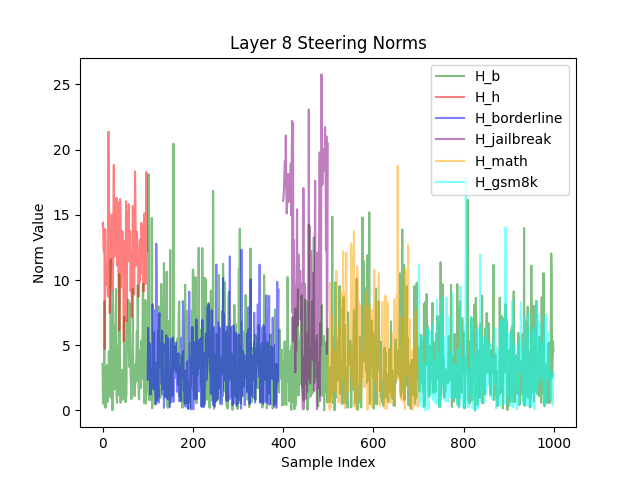 Layer 8 Steering Norms
H_b
H_h
H_borderline
H_jailbreak
H_math
H_gsm8k
Norm Value
25
20
15
10
5
0
0
200
400
600
800
1000
Sample Index